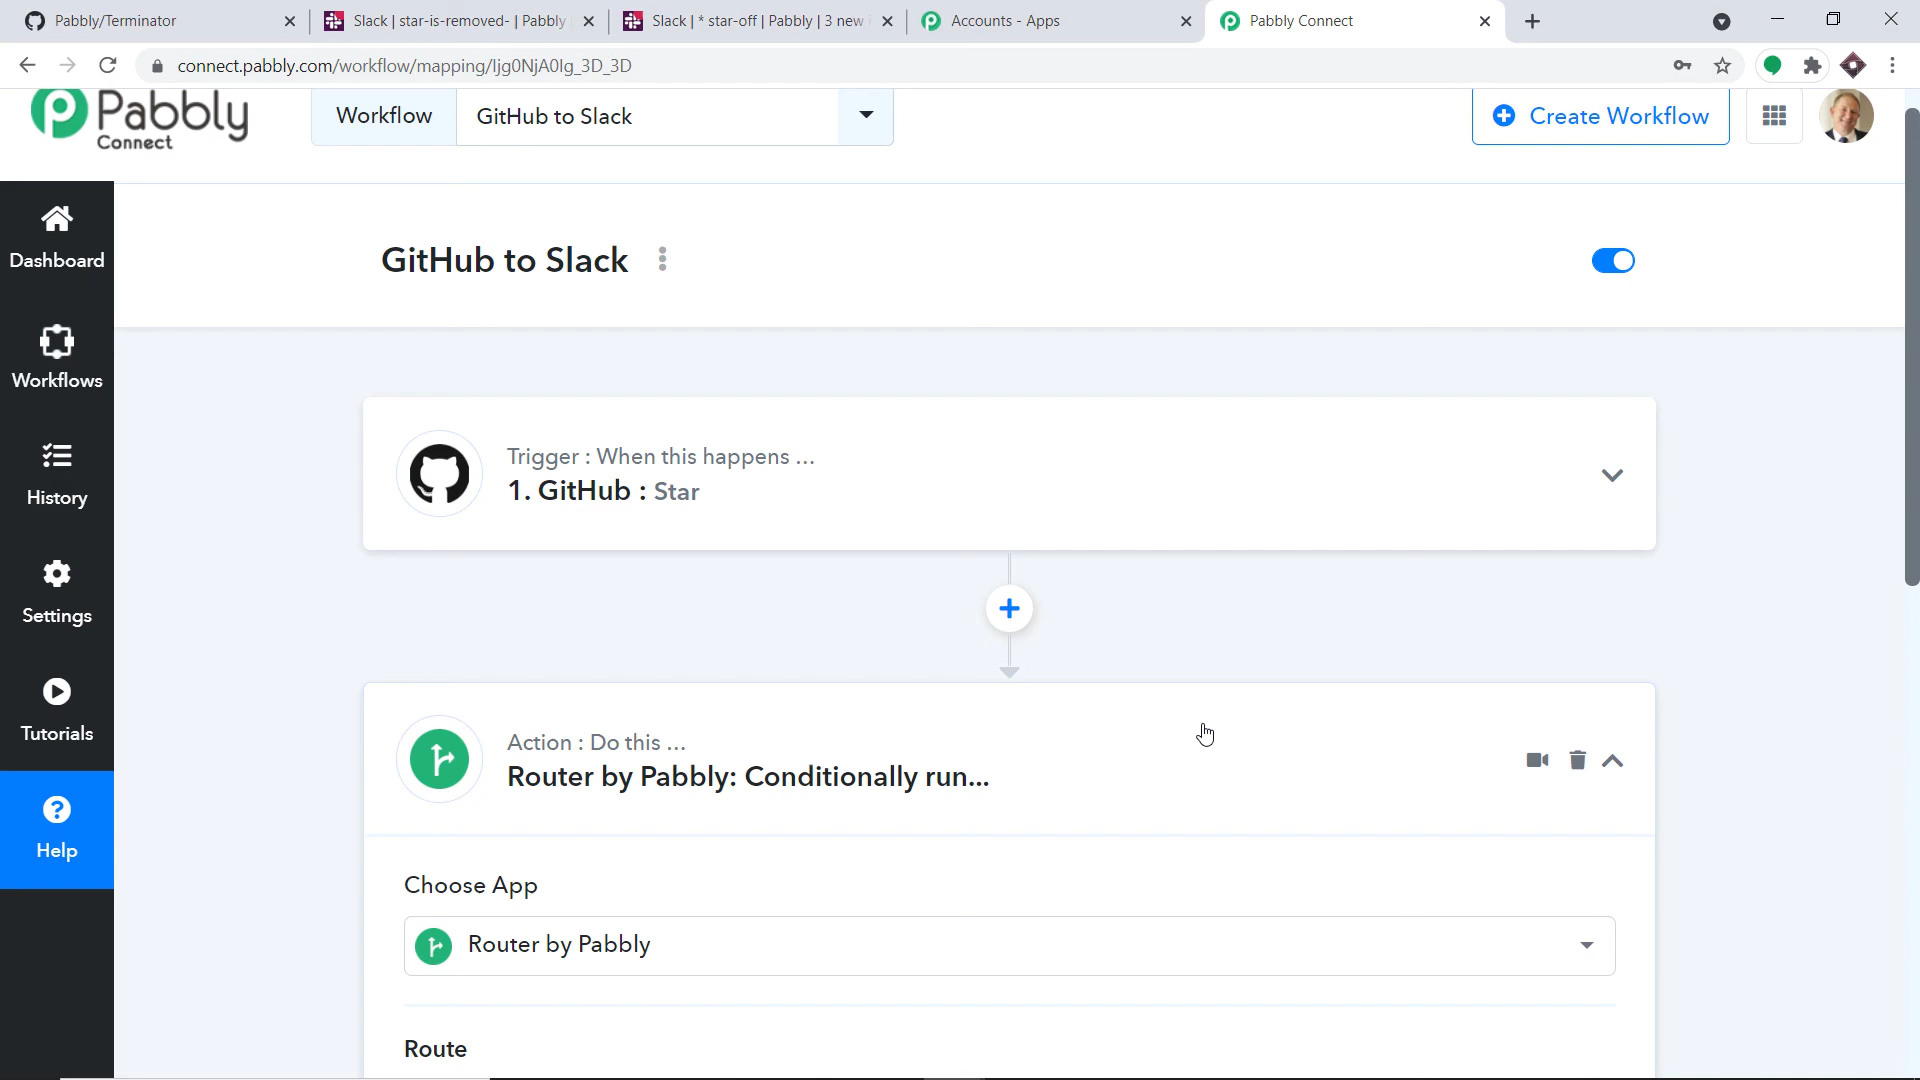 Pabbly/Terminator
Slack | star-is-removed- | Pabbly
Slack | * star-off | Pabbly | 3 new
Accounts - Apps
Pabbly Connect
connect.pabbly.com/workflow/mapping/Ijg0NjA0Ig_3D_3D
Pabbly
Connect
Workflow
GitHub to Slack
Create Workflow
Dashboard
Workflows
History
Settings
Tutorials
Help
GitHub to Slack
Trigger : When this happens ...
1. GitHub : Star
Action : Do this ...
Router by Pabbly: Conditionally run...
Choose App
Router by Pabbly
Route